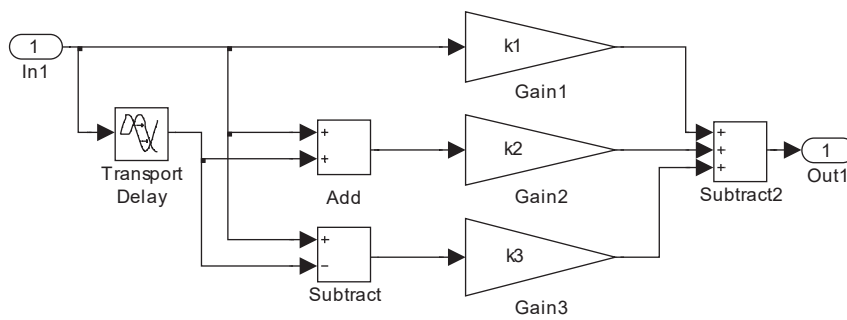 1
In1
k1
Gain1
Transport
Delay
+
+
Add
k2
Gain2
+
−
Subtract
k3
Gain3
+
+
+
Subtract2
1
Out1